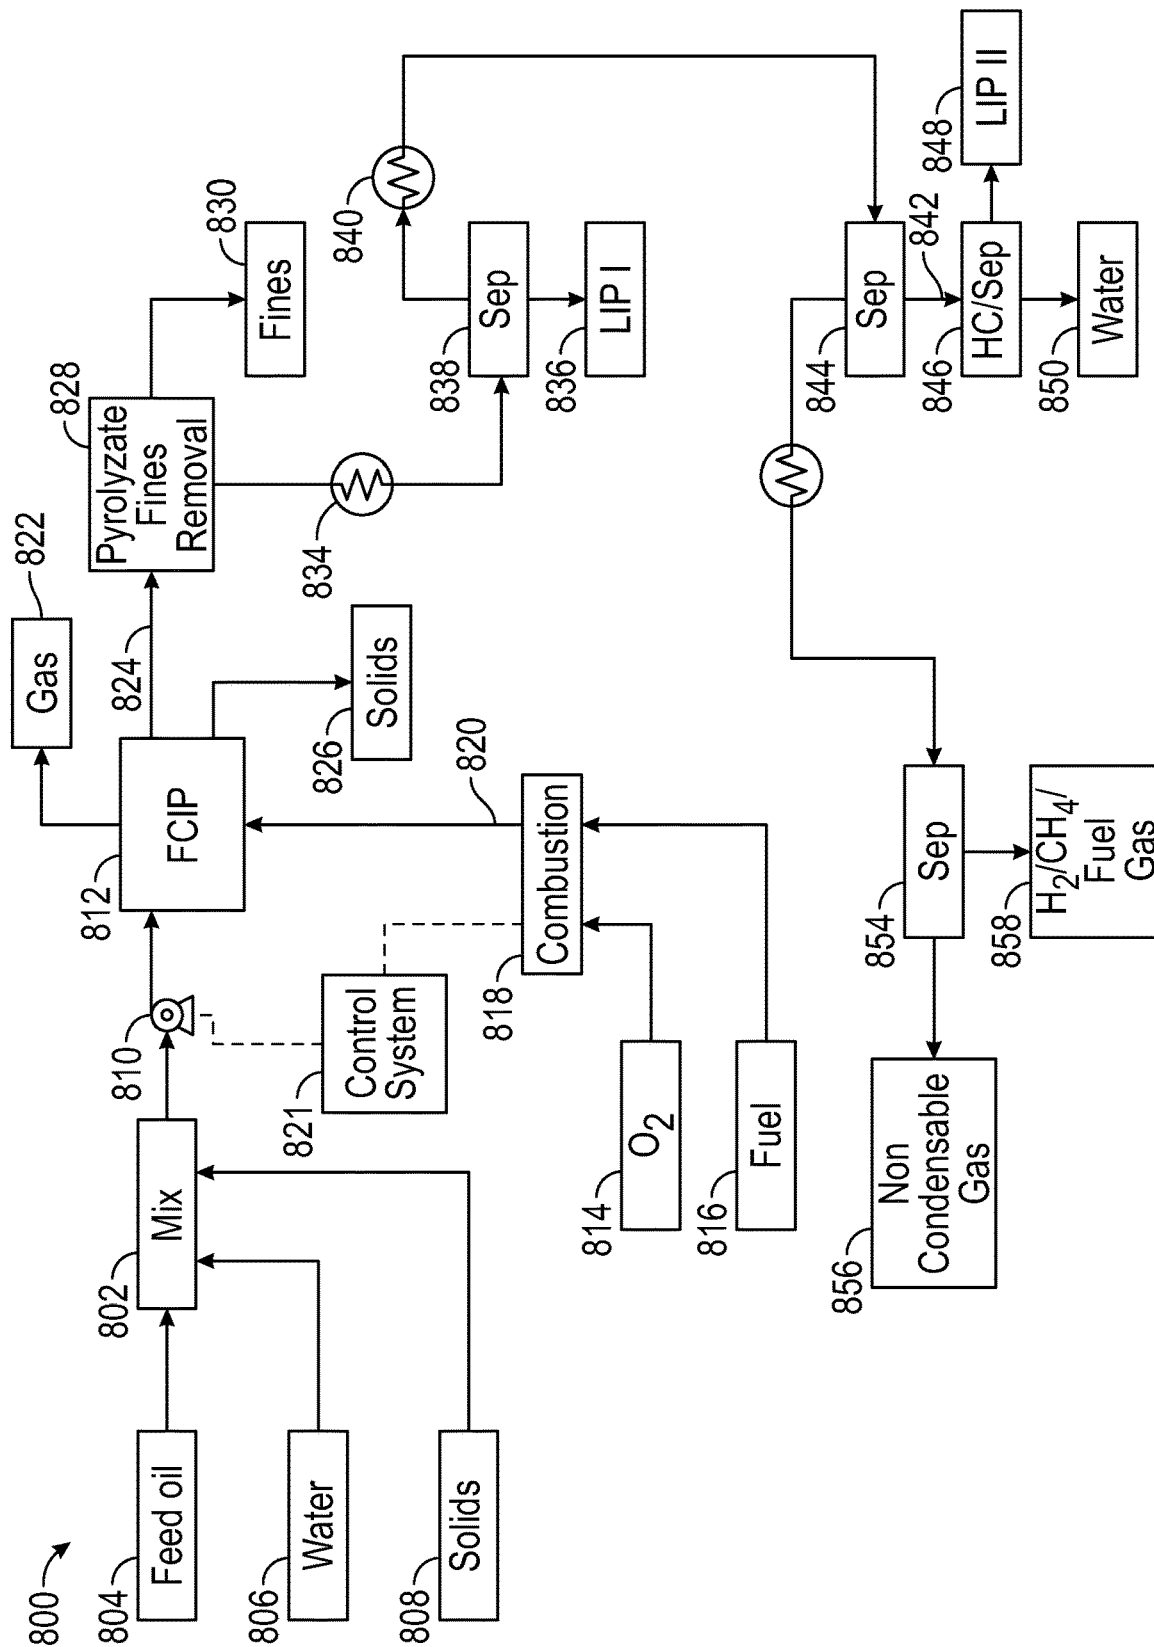 800
804
Feed oil
806
Water
808
Solids
802
Mix
810
821
Control
System
814
O2
816
Fuel
812
FCIP
818
Combustion
820
822
Gas
824
826
Solids
828
Pyrolyzate
Fines
Removal
830
Fines
834
838
Sep
836
LIP I
840
844
Sep
842
846
HC/Sep
848
LIP II
850
Water
854
Sep
856
Non
Condensable
Gas
858
H2/CH4/
Fuel
Gas